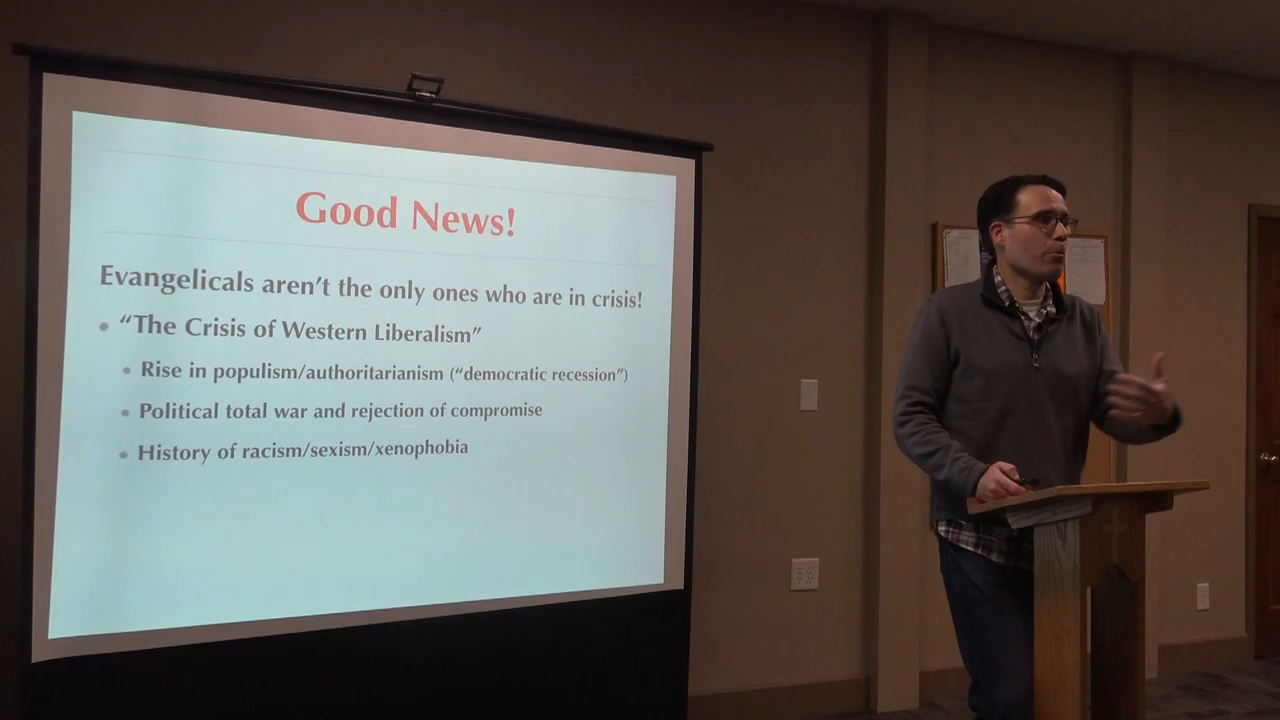 Good News!
Evangelicals aren't the only ones who are in crisis!
• “The Crisis of Western Liberalism”
• Rise in populism/authoritarianism (“democratic recession”)
• Political total war and rejection of compromise
• History of racism/sexism/xenophobia